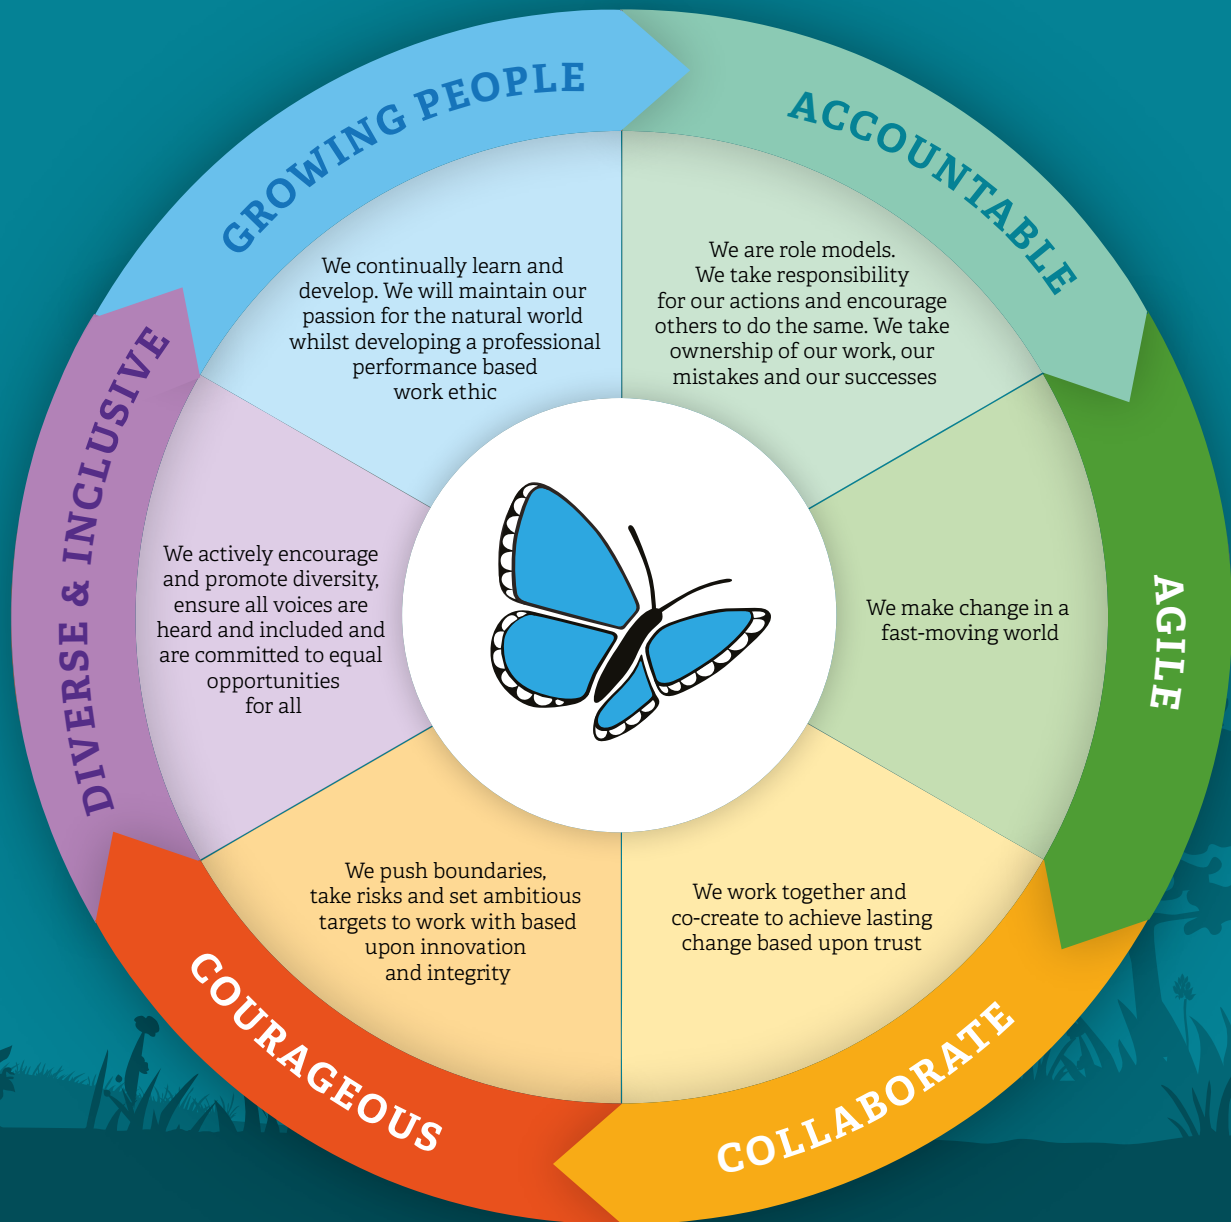 GROWING PEOPLE
We continually learn and
develop. We will maintain our
passion for the natural world
whilst developing a professional
performance based
work ethic
ACCOUNTABLE
We are role models.
We take responsibility
for our actions and encourage
others to do the same. We take
ownership of our work, our
mistakes and our successes
AGILE
We make change in a
fast-moving world
COLLABORATE
We work together and
co-create to achieve lasting
change based upon trust
COURAGEOUS
We push boundaries,
take risks and set ambitious
targets to work with based
upon innovation
and integrity
DIVERSE & INCLUSIVE
We actively encourage
and promote diversity,
ensure all voices are
heard and included and
are committed to equal
opportunities
for all